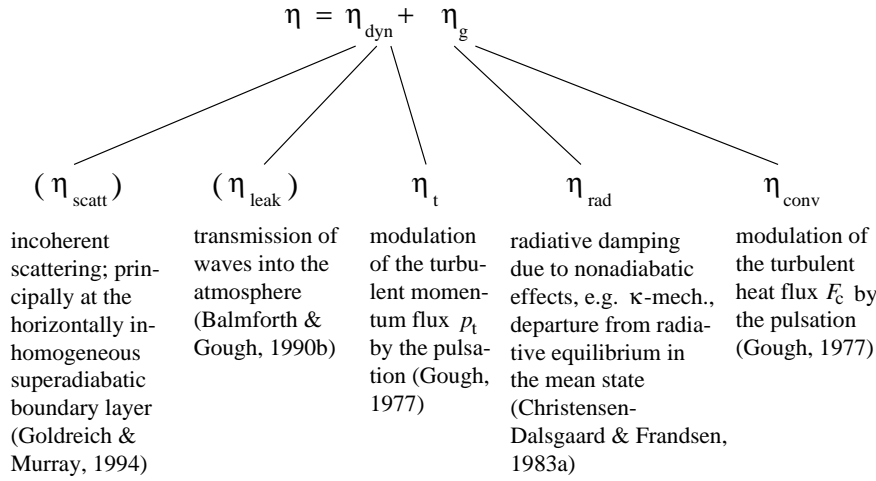 η = η_dyn + η_g
(η_scatt)
incoherent
scattering; prin-
cipally at the
horizontally in-
homogeneous
superadiabatic
boundary layer
(Goldreich &
Murray, 1994)
(η_leak)
transmission of
waves into the
atmosphere
(Balmforth &
Gough, 1990b)
η_t
modulation
of the turbu-
lent momen-
tum flux p_t
by the pulsa-
tion (Gough,
1977)
η_rad
radiative damping
due to nonadiabatic
effects, e.g. κ-mech.,
departure from radia-
tive equilibrium in
the mean state
(Christensen-
Dalsgaard & Frandsen,
1983a)
η_conv
modulation of
the turbulent
heat flux F_c by
the pulsation
(Gough, 1977)